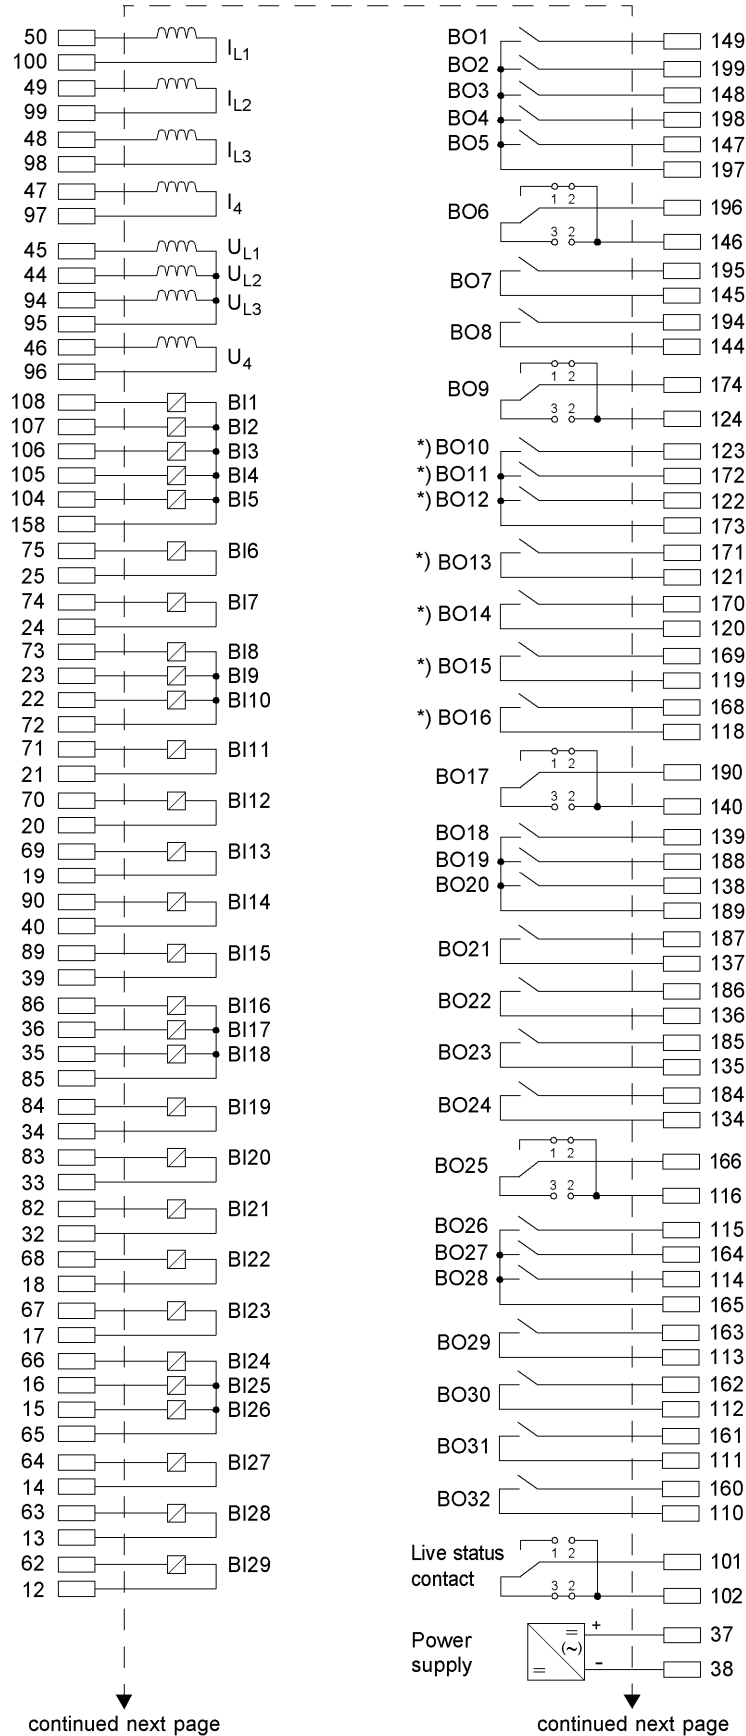 50
100
I L1
49
99
I L2
48
98
I L3
47
97
I 4
45
U L1
44
U L2
94
U L3
95
46
96
U 4
108 BI1
107 BI2
106 BI3
105 BI4
104 BI5
158
75 BI6
25
74 BI7
24
73 BI8
23 BI9
22 BI10
72
71 BI11
21
70 BI12
20
69 BI13
19
90 BI14
40
89 BI15
39
86 BI16
36 BI17
35 BI18
85
84 BI19
34
83 BI20
33
82 BI21
32
68 BI22
18
67 BI23
17
66 BI24
16 BI25
15 BI26
65
64 BI27
14
63 BI28
13
62 BI29
12
continued next page
BO1 149
BO2 199
BO3 148
BO4 198
BO5 147
197
1 2
BO6 196
3 2
146
BO7 195
145
BO8 194
144
1 2
BO9 174
3 2
124
*) BO10 123
*) BO11 172
*) BO12 122
173
*) BO13 171
121
*) BO14 170
120
*) BO15 169
119
*) BO16 168
118
1 2
BO17 190
3 2
140
BO18 139
BO19 188
BO20 138
189
BO21 187
137
BO22 186
136
BO23 185
135
BO24 184
134
1 2
BO25 166
3 2
116
BO26 115
BO27 164
BO28 114
165
BO29 163
113
BO30 162
112
BO31 161
111
BO32 160
110
1 2
Live status 101
contact
3 2
102
Power + 37
supply = (~) = - 38
continued next page